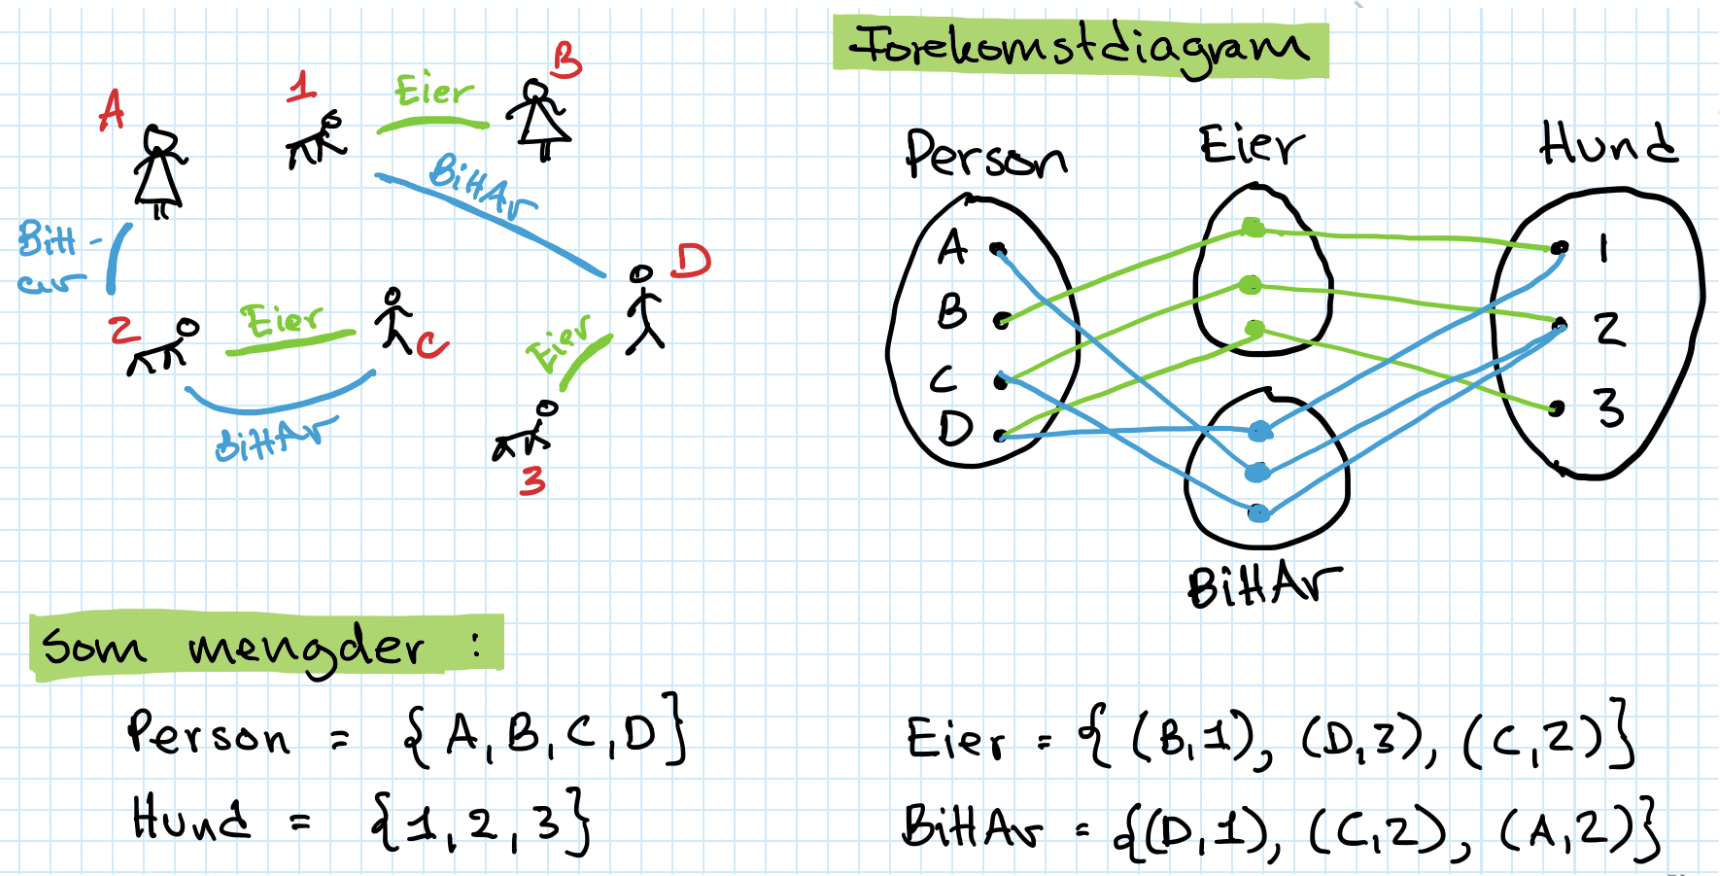 A
1
Eier
B
BittAv
Bitt-
av
D
2
Eier
C
Eier
BittAv
3
Forekomstdiagram
Person
Eier
Hund
A
B
C
D
1
2
3
BittAv
Som mengder :
Person = {A, B, C, D}
Hund = {1, 2, 3}
Eier = {(B,1), (D,3), (C,2)}
BittAv = {(D,1), (C,2), (A,2)}